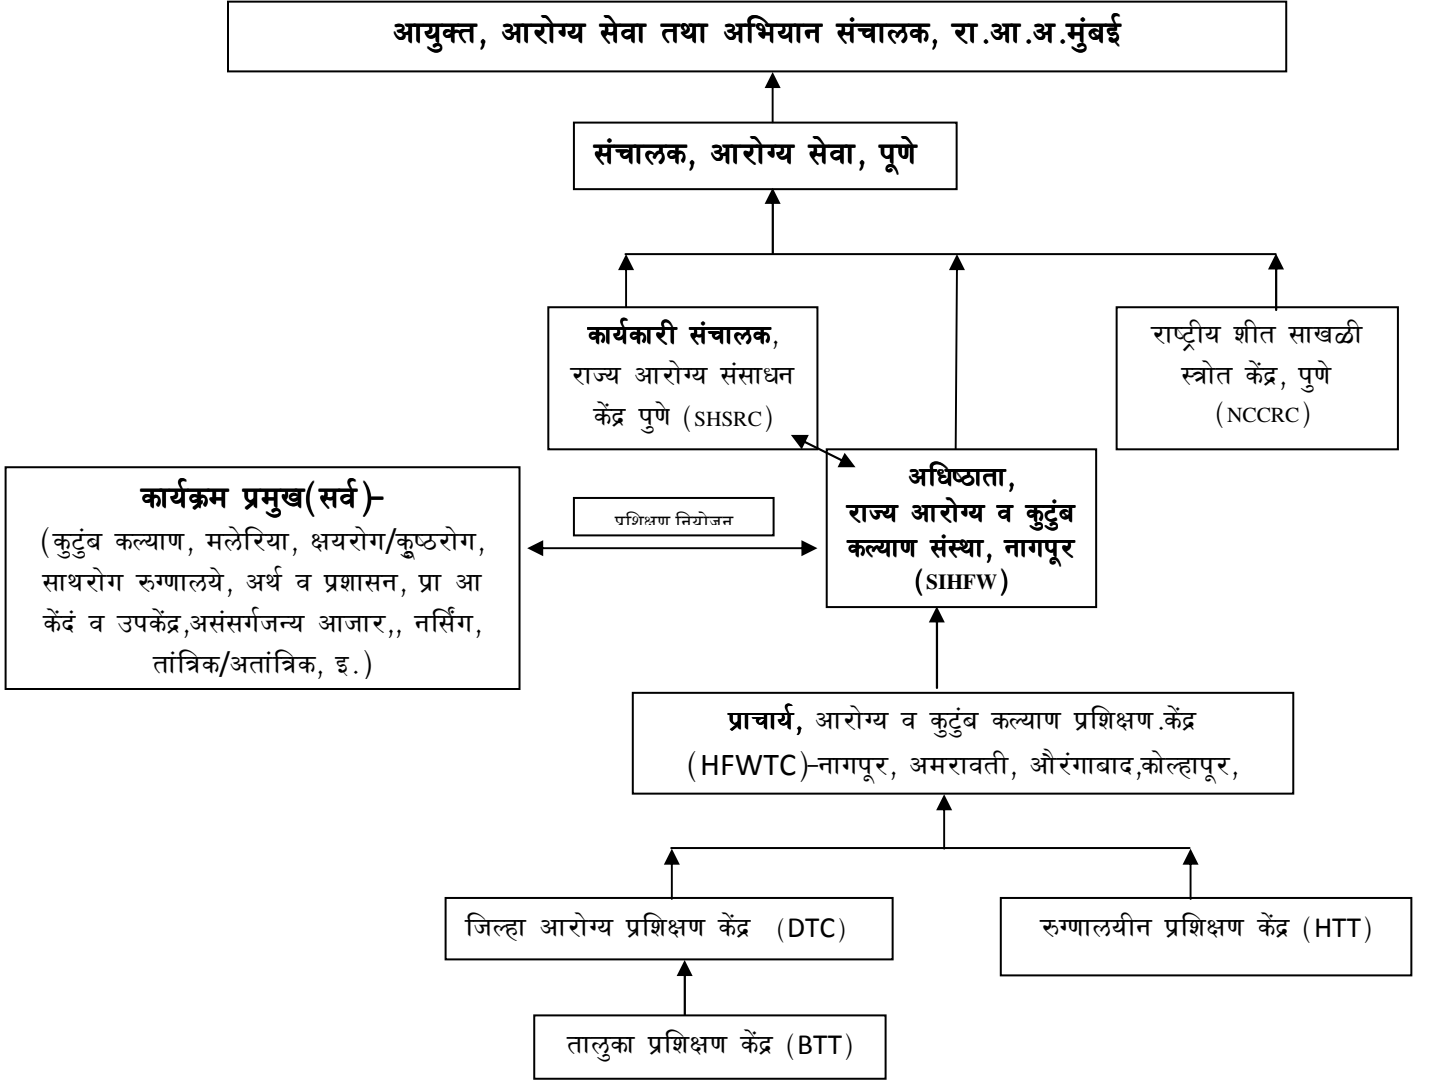 आयुक्त, आरोग्य सेवा तथा अभियान संचालक, रा.आ.अ.मुंबई
संचालक, आरोग्य सेवा, पूणे
कार्यकारी संचालक,
राज्य आरोग्य संसाधन
केंद्र पुणे (SHSRC)
राष्ट्रीय शीत साखळी
स्त्रोत केंद्र, पुणे
(NCCRC)
अधिष्ठाता,
राज्य आरोग्य व कुटुंब
कल्याण संस्था, नागपूर
(SIHFW)
कार्यक्रम प्रमुख(सर्व)-
(कुटुंब कल्याण, मलेरिया, क्षयरोग/कुष्ठरोग,
साथरोग रुग्णालये, अर्थ व प्रशासन, प्रा आ
केंदं व उपकेंद्र,असंसर्गजन्य आजार,, नर्सिंग,
तांत्रिक/अतांत्रिक, इ.)
प्रशिक्षण नियोजन
प्राचार्य, आरोग्य व कुटुंब कल्याण प्रशिक्षण.केंद्र
(HFWTC)-नागपूर, अमरावती, औरंगाबाद,कोल्हापूर,
जिल्हा आरोग्य प्रशिक्षण केंद्र (DTC)
रुग्णालयीन प्रशिक्षण केंद्र (HTT)
तालुका प्रशिक्षण केंद्र (BTT)